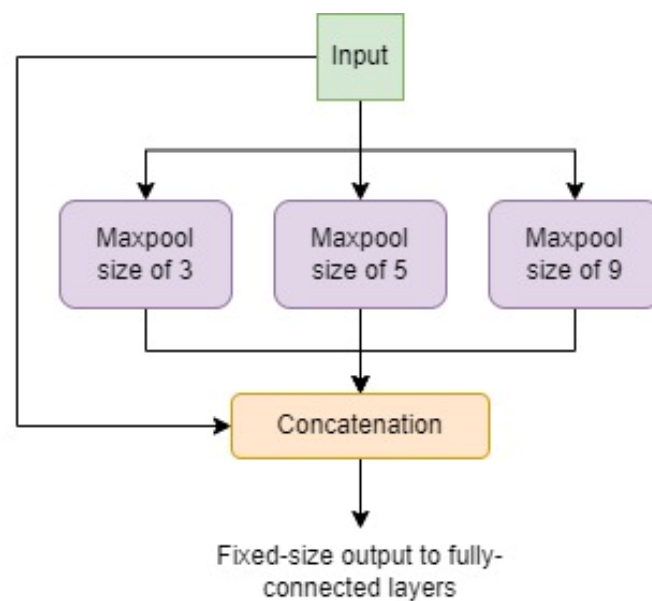 Input
Maxpool
size of 3
Maxpool
size of 5
Maxpool
size of 9
Concatenation
Fixed-size output to fully-
connected layers